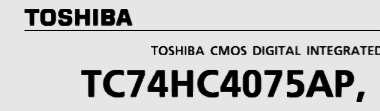 TOSHIBA
TOSHIBA CMOS DIGITAL INTEGRATED
TC74HC4075AP,